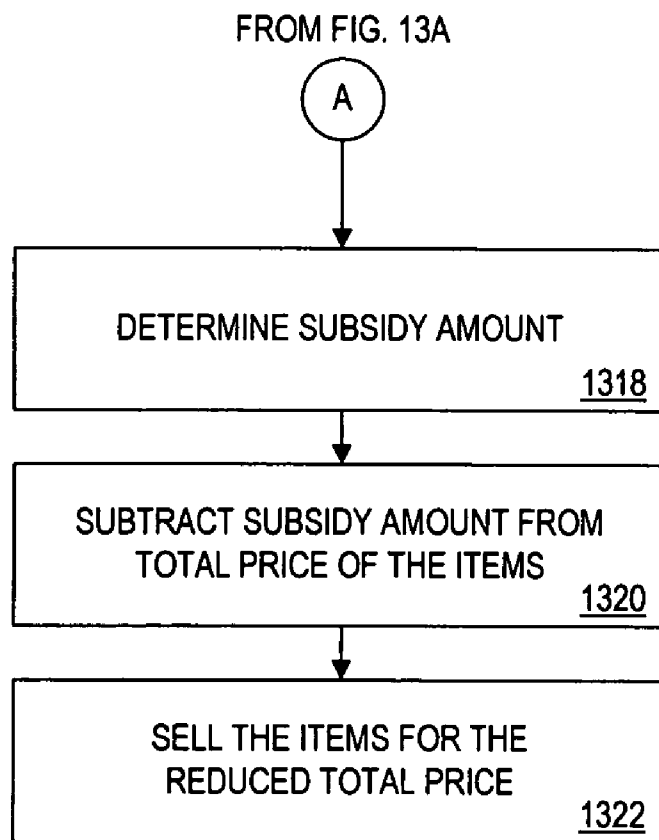 FROM FIG. 13A
A
DETERMINE SUBSIDY AMOUNT
1318
SUBTRACT SUBSIDY AMOUNT FROM
TOTAL PRICE OF THE ITEMS
1320
SELL THE ITEMS FOR THE
REDUCED TOTAL PRICE
1322